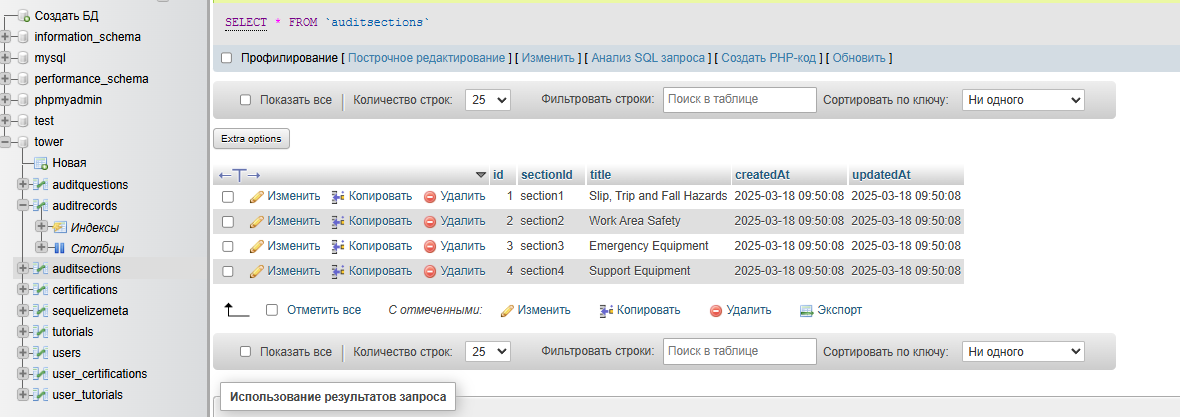 Создать БД
information_schema
mysql
performance_schema
phpmyadmin
test
tower
Новая
auditquestions
auditrecords
Индексы
Столбцы
auditsections
certifications
sequelizemeta
tutorials
users
user_certifications
user_tutorials
SELECT * FROM `auditsections`
Профилирование [ Построчное редактирование ] [ Изменить ] [ Анализ SQL запроса ] [ Создать PHP-код ] [ Обновить ]
Показать все | Количество строк: 25 Фильтровать строки: Поиск в таблице Сортировать по ключу: Ни одного
Extra options
←T→ id sectionId title createdAt updatedAt
Изменить Копировать Удалить 1 section1 Slip, Trip and Fall Hazards 2025-03-18 09:50:08 2025-03-18 09:50:08
Изменить Копировать Удалить 2 section2 Work Area Safety 2025-03-18 09:50:08 2025-03-18 09:50:08
Изменить Копировать Удалить 3 section3 Emergency Equipment 2025-03-18 09:50:08 2025-03-18 09:50:08
Изменить Копировать Удалить 4 section4 Support Equipment 2025-03-18 09:50:08 2025-03-18 09:50:08
Отметить все С отмеченными: Изменить Копировать Удалить Экспорт
Показать все | Количество строк: 25 Фильтровать строки: Поиск в таблице Сортировать по ключу: Ни одного
Использование результатов запроса